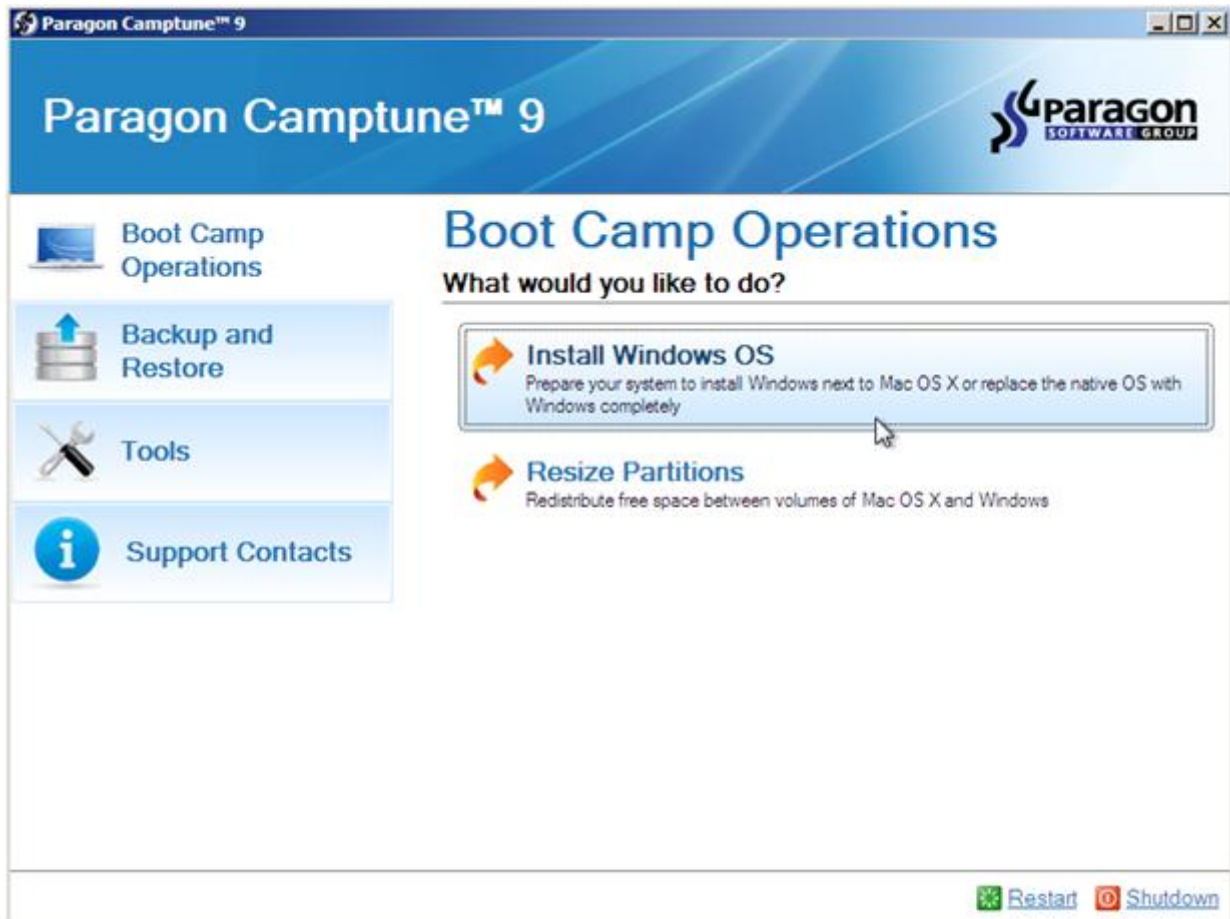 Paragon Camptune™ 9
Paragon Camptune™ 9
Paragon
SOFTWARE GROUP
Boot Camp
Operations
Backup and
Restore
Tools
Support Contacts
Boot Camp Operations
What would you like to do?
Install Windows OS
Prepare your system to install Windows next to Mac OS X or replace the native OS with
Windows completely
Resize Partitions
Redistribute free space between volumes of Mac OS X and Windows
Restart
Shutdown